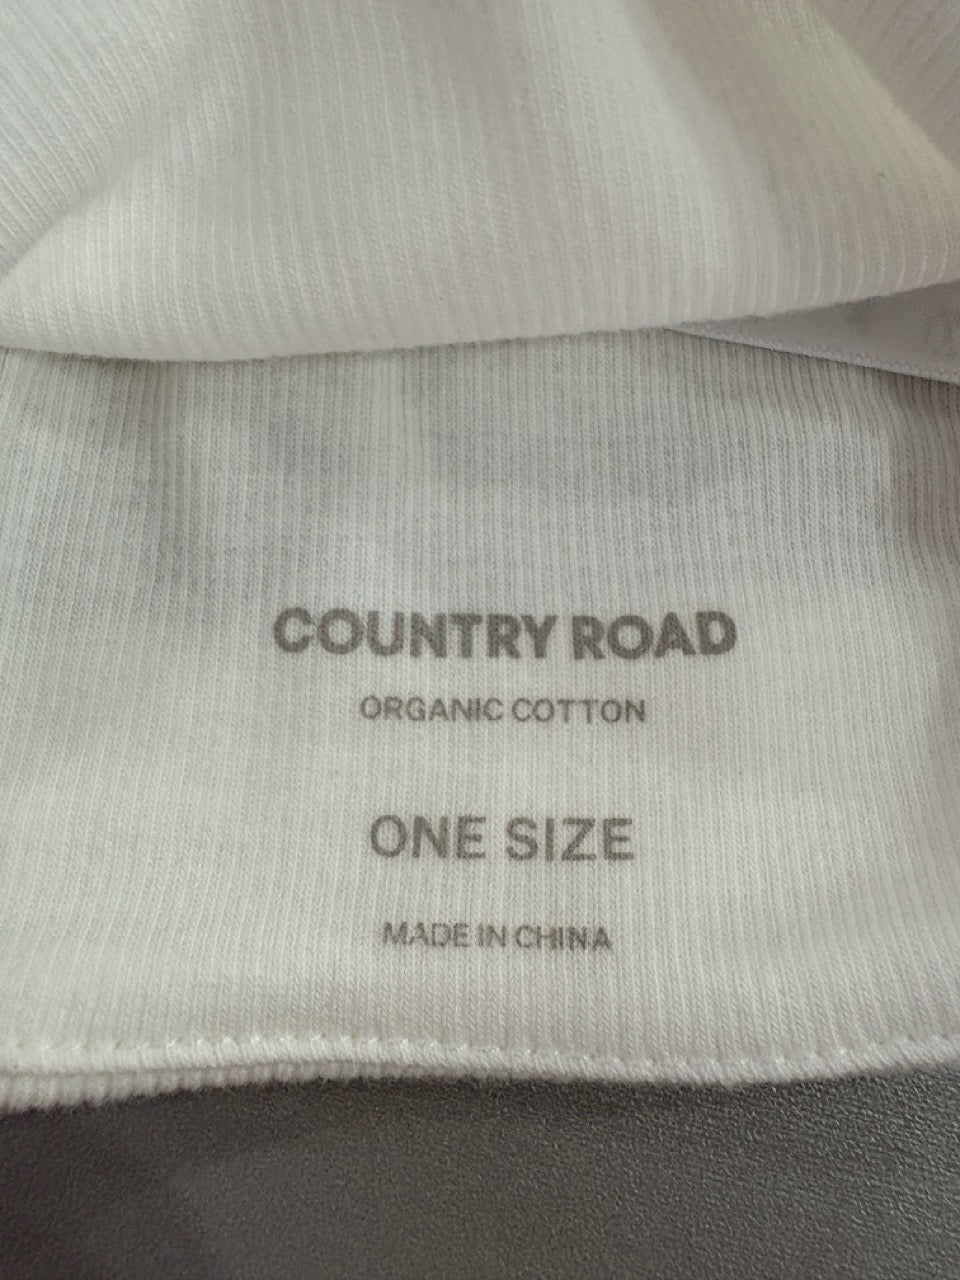 COUNTRY ROAD
ORGANIC COTTON
ONE SIZE
MADE IN CHINA